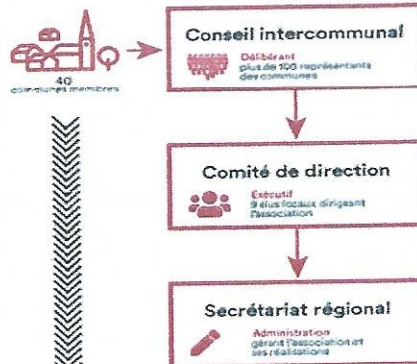 40
communes membres
Conseil intercommunal
Délibérant
plus de 100 représentants
des communes
Comité de direction
Exécutif
9 élus locaux dirigeant
l'association
Secrétariat régional
Administration
gérant l'association et
ses réalisations